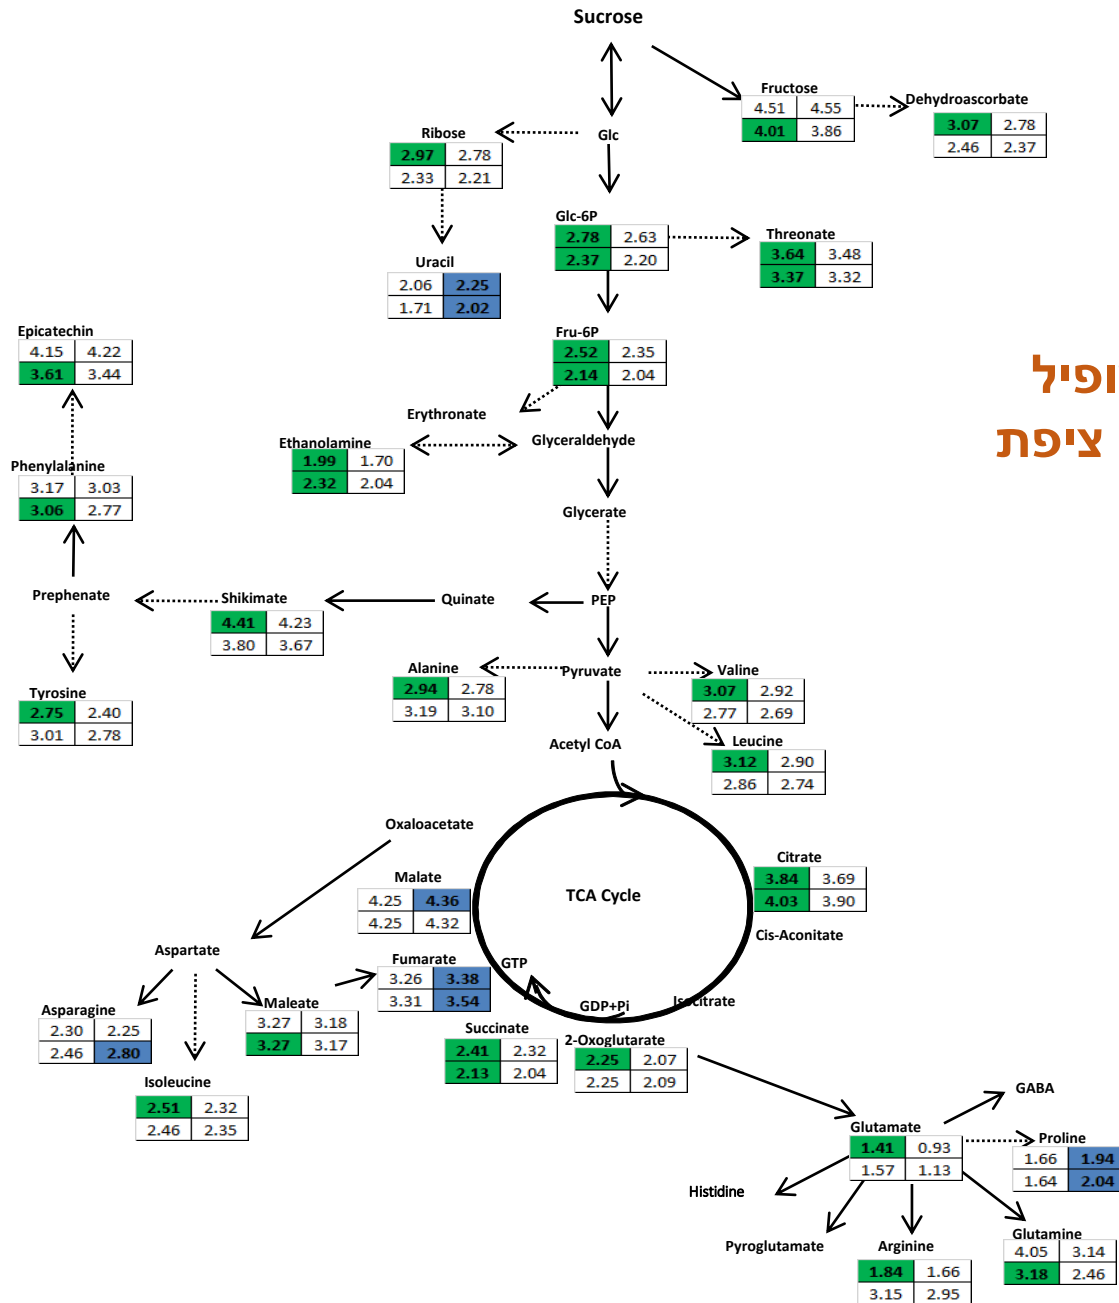 Sucrose
Fructose
4.51 4.55
4.01 3.86
Dehydroascorbate
3.07 2.78
2.46 2.37
Glc
Ribose
2.97 2.78
2.33 2.21
Glc-6P
2.78 2.63
2.37 2.20
Threonate
3.64 3.48
3.37 3.32
Uracil
2.06 2.25
1.71 2.02
Epicatechin
4.15 4.22
3.61 3.44
Fru-6P
2.52 2.35
2.14 2.04
ופיל
ציפת
Erythronate
Ethanolamine
1.99 1.70
2.32 2.04
Glyceraldehyde
Phenylalanine
3.17 3.03
3.06 2.77
Glycerate
Prephenate
Shikimate
4.41 4.23
3.80 3.67
Quinate
PEP
Tyrosine
2.75 2.40
3.01 2.78
Alanine
2.94 2.78
3.19 3.10
Pyruvate
Valine
3.07 2.92
2.77 2.69
Leucine
3.12 2.90
2.86 2.74
Acetyl CoA
Oxaloacetate
Malate
4.25 4.36
4.25 4.32
TCA Cycle
Citrate
3.84 3.69
4.03 3.90
Cis-Aconitate
Aspartate
Fumarate
3.26 3.38
3.31 3.54
GTP
GDP+Pi
Isocitrate
Asparagine
2.30 2.25
2.46 2.80
Maleate
3.27 3.18
3.27 3.17
Succinate
2.41 2.32
2.13 2.04
2-Oxoglutarate
2.25 2.07
2.25 2.09
Isoleucine
2.51 2.32
2.46 2.35
GABA
Glutamate
1.41 0.93
1.57 1.13
Proline
1.66 1.94
1.64 2.04
Histidine
Pyroglutamate
Arginine
1.84 1.66
3.15 2.95
Glutamine
4.05 3.14
3.18 2.46